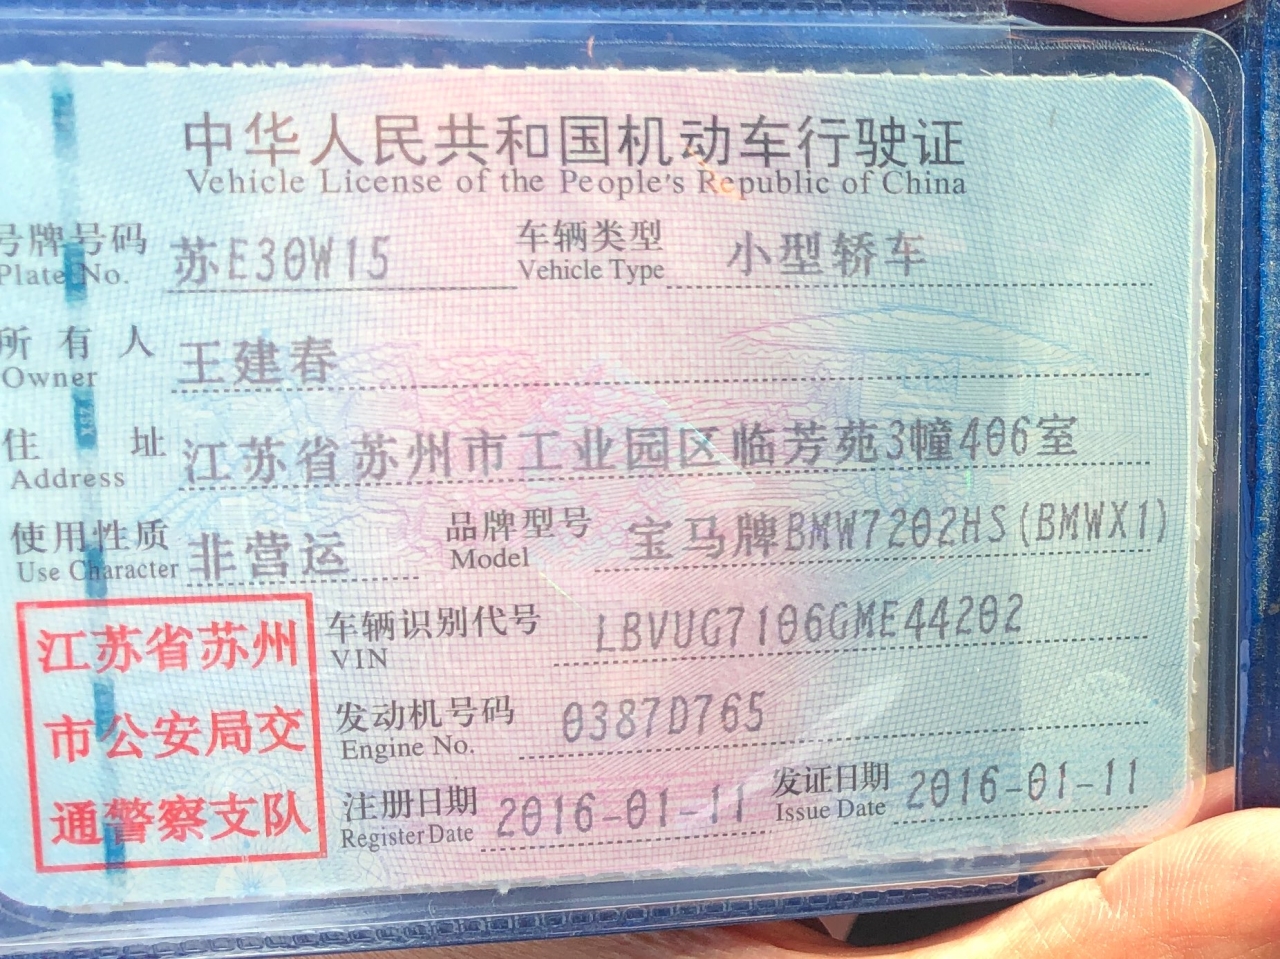 中华人民共和国机动车行驶证
Vehicle License of the People's Republic of China
号牌号码 苏E30W15 车辆类型 小型轿车
Plate No. Vehicle Type
所有人 王建春
Owner
住址 江苏省苏州市工业园区临芳苑3幢406室
Address
使用性质 非营运 品牌型号 宝马牌BMW7202HS(BMWX1)
Use Character Model
江苏省苏州
市公安局交
通警察支队
车辆识别代号 LBVUG7106GME44202
VIN
发动机号码 0387D765
Engine No.
注册日期 2016-01-11 发证日期 2016-01-11
Register Date Issue Date